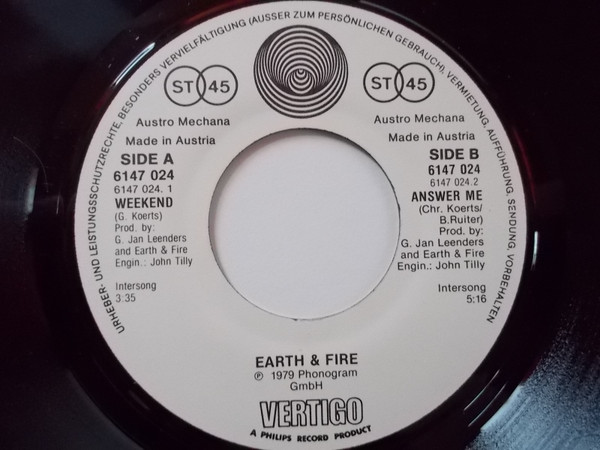 URHEBER- UND LEISTUNGSSCHUTZRECHTE, BESONDERS VERVIELFÄLTIGUNG (AUSSER ZUM PERSÖNLICHEN GEBRAUCH), VERMIETUNG, AUFFÜHRUNG, SENDUNG, VORBEHALTEN
ST 45
Austro Mechana
Made in Austria
SIDE A
6147 024
6147 024. 1
WEEKEND
(G. Koerts)
Prod. by:
G. Jan Leenders
and Earth & Fire
Engin.: John Tilly
Intersong
3:35
ST 45
Austro Mechana
Made in Austria
SIDE B
6147 024
6147 024.2
ANSWER ME
(Chr. Koerts/
B.Ruiter)
Prod. by:
G. Jan Leenders
and Earth & Fire
Engin.: John Tilly
Intersong
5:16
EARTH & FIRE
℗ 1979 Phonogram
GmbH
VERTIGO
A PHILIPS RECORD PRODUCT